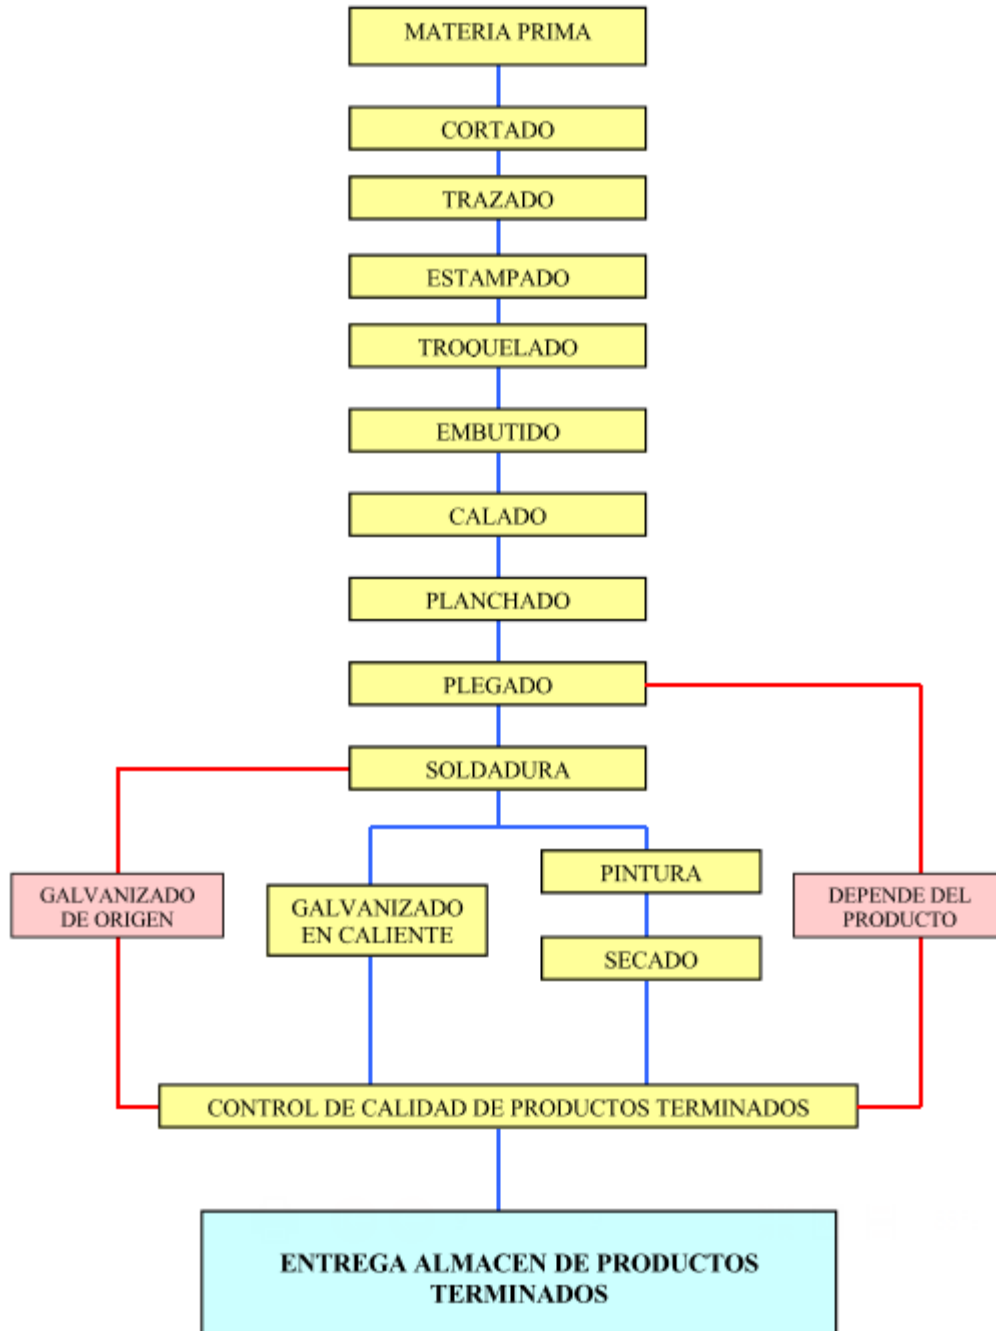 MATERIA PRIMA
CORTADO
TRAZADO
ESTAMPADO
TROQUELADO
EMBUTIDO
CALADO
PLANCHADO
PLEGADO
SOLDADURA
GALVANIZADO
DE ORIGEN
GALVANIZADO
EN CALIENTE
PINTURA
SECADO
DEPENDE DEL
PRODUCTO
CONTROL DE CALIDAD DE PRODUCTOS TERMINADOS
ENTREGA ALMACEN DE PRODUCTOS
TERMINADOS